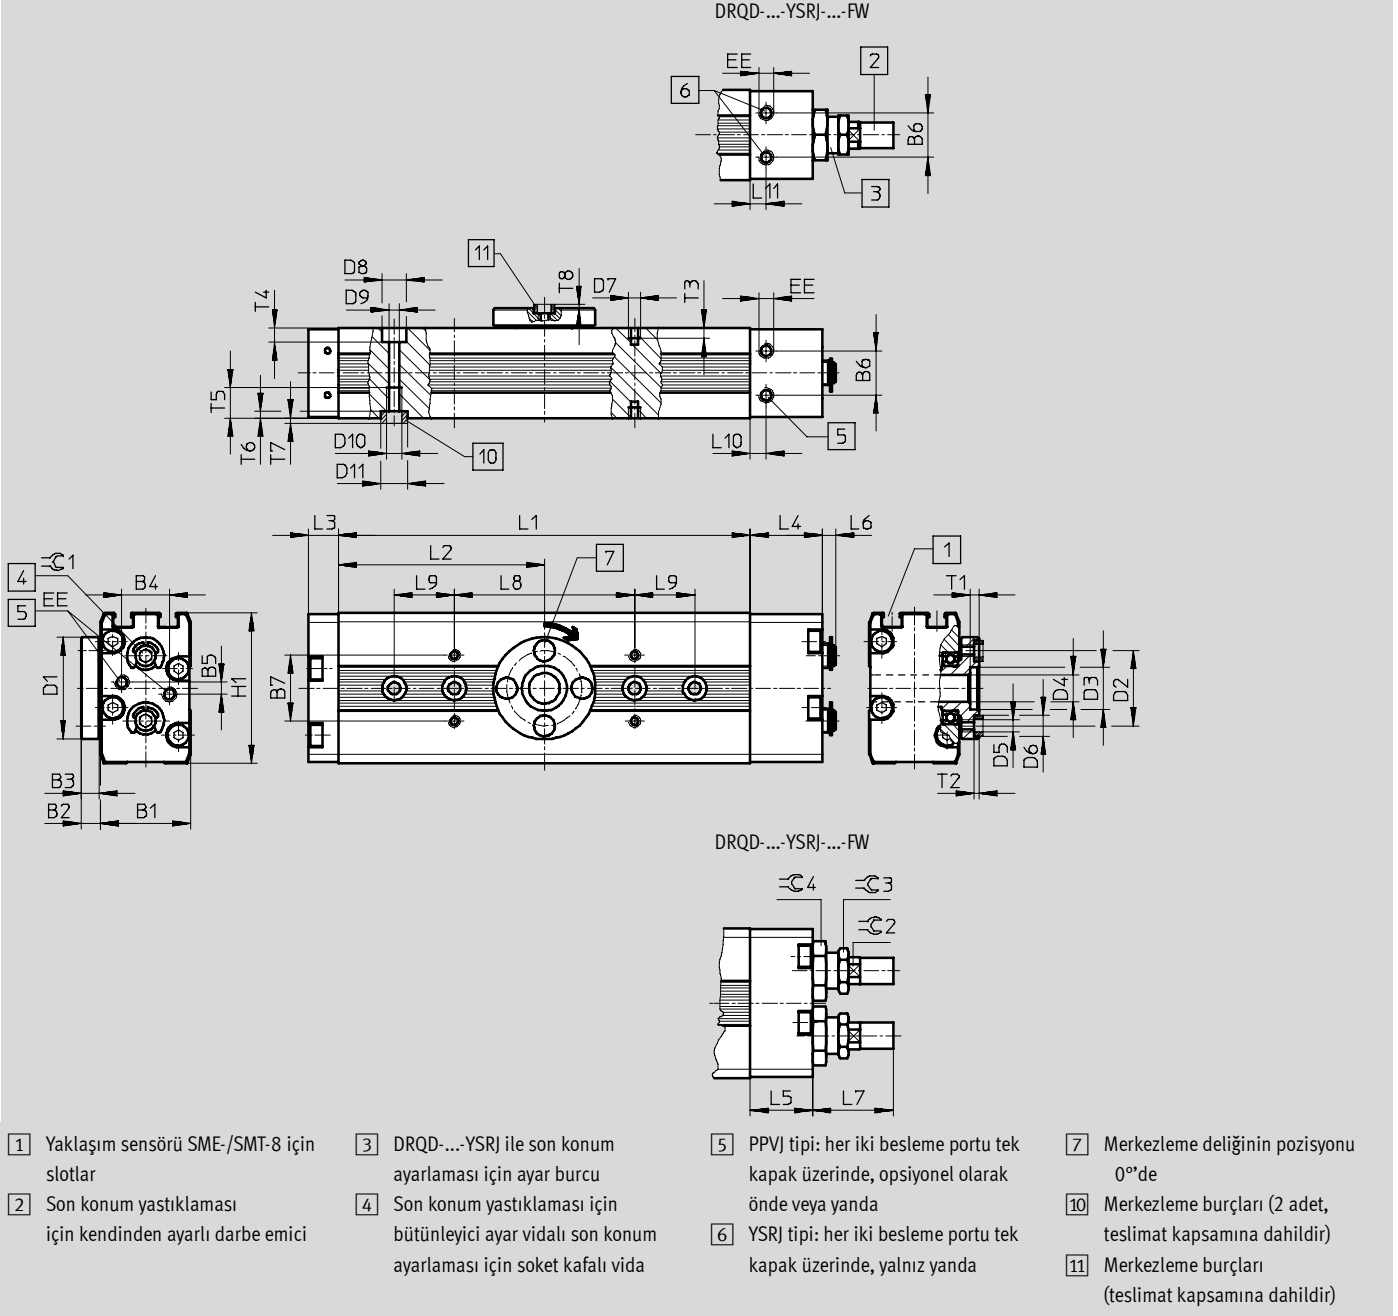 DRQD-...-YSRJ-...-FW
EE
2
6
B6
L11
3
11
D8
T8
D7
T3
EE
T4
D9
B6
T5
T6
T7
D10
D11
10
L10
5
L3
L1
L4
L6
L2
7
1
1
4
B4
T1
L9
L8
L9
5
EE
D1
B5
H1
B7
D4
D3
D2
D5
D6
B3
T2
B2
B1
DRQD-...-YSRJ-...-FW
4
3
2
L5
L7
1 Yaklaşım sensörü SME-/SMT-8 için
slotlar
2 Son konum yastıklaması
için kendinden ayarlı darbe emici
3 DRQD-...-YSRJ ile son konum
ayarlaması için ayar burcu
4 Son konum yastıklaması için
bütünleyici ayar vidalı son konum
ayarlaması için soket kafalı vida
5 PPVJ tipi: her iki besleme portu tek
kapak üzerinde, opsiyonel olarak
önde veya yanda
6 YSRJ tipi: her iki besleme portu tek
kapak üzerinde, yalnız yanda
7 Merkezleme deliğinin pozisyonu
0°’de
10 Merkezleme burçları (2 adet,
teslimat kapsamına dahildir)
11 Merkezleme burçları
(teslimat kapsamına dahildir)